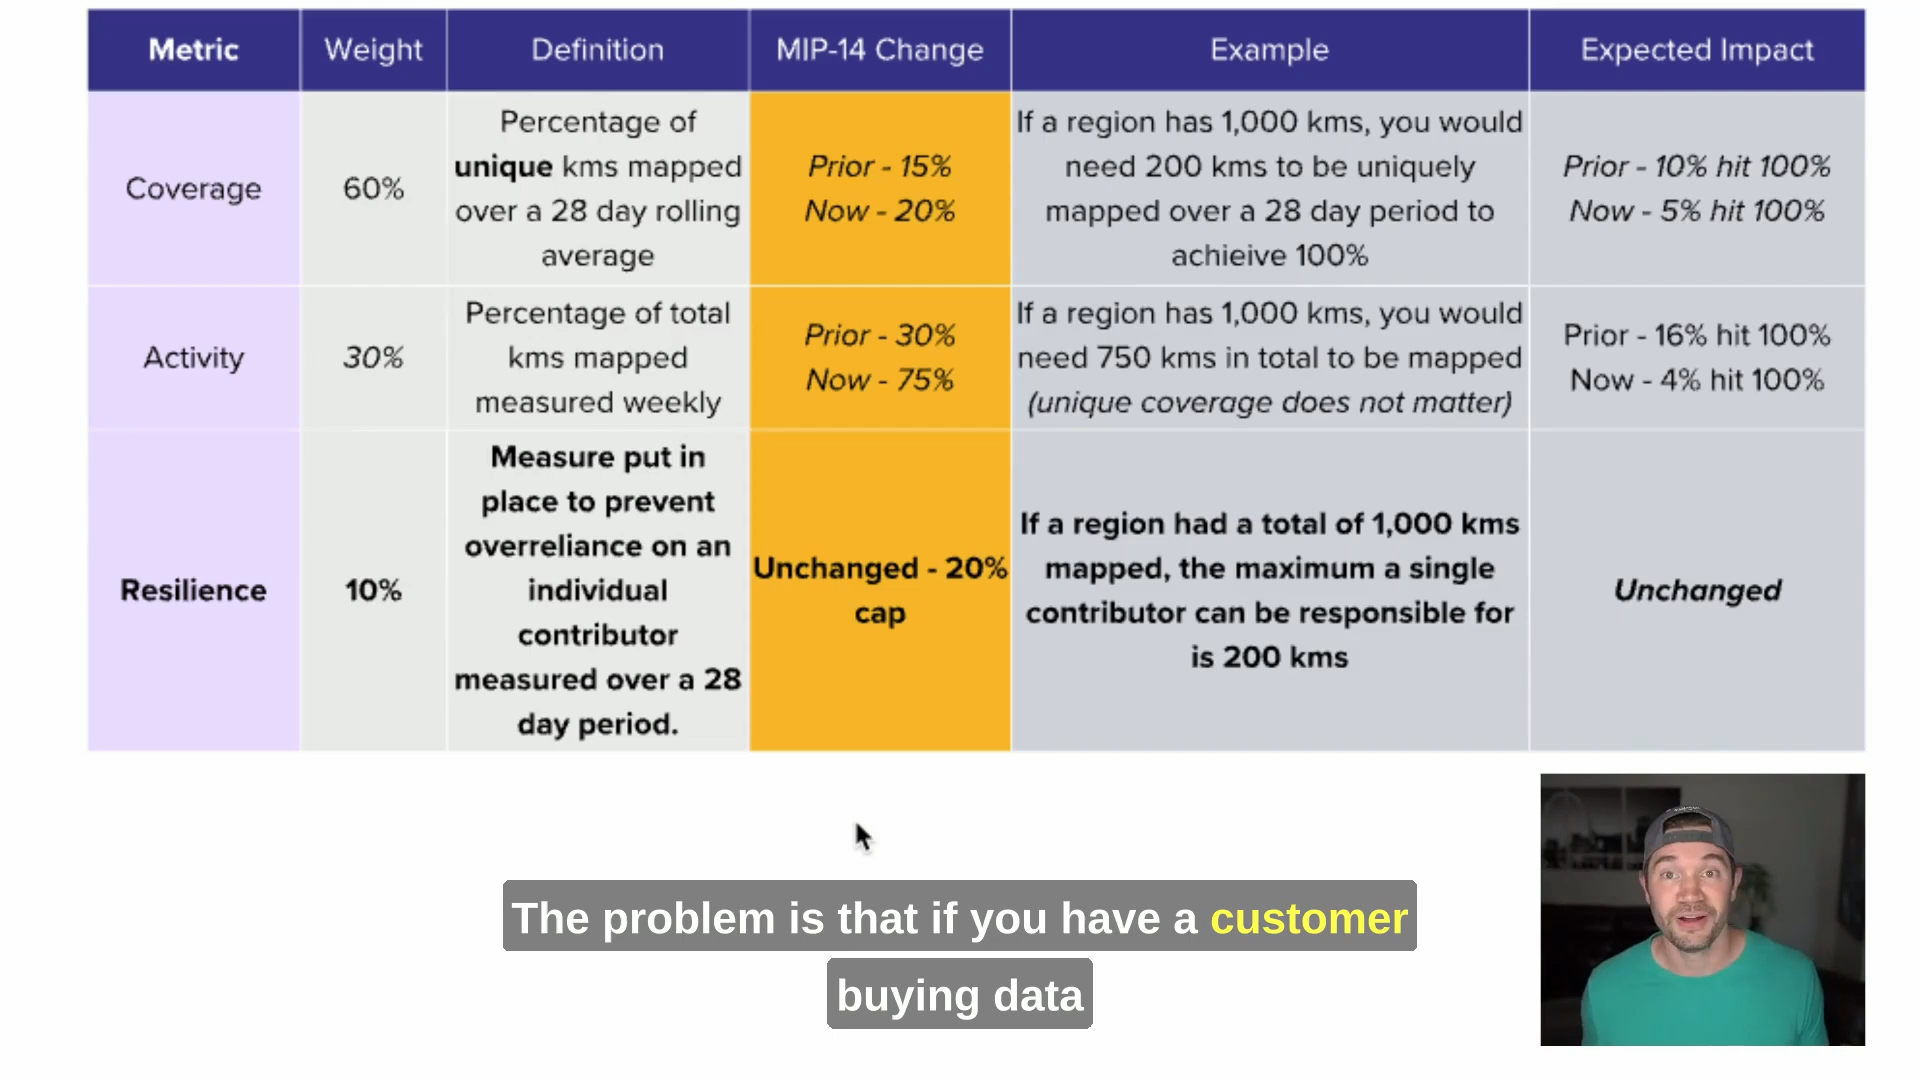 Metric
Weight
Definition
MIP-14 Change
Example
Expected Impact
Coverage
60%
Percentage of
unique kms mapped
over a 28 day rolling
average
Prior - 15%
Now - 20%
If a region has 1,000 kms, you would
need 200 kms to be uniquely
mapped over a 28 day period to
achieive 100%
Prior - 10% hit 100%
Now - 5% hit 100%
Activity
30%
Percentage of total
kms mapped
measured weekly
Prior - 30%
Now - 75%
If a region has 1,000 kms, you would
need 750 kms in total to be mapped
(unique coverage does not matter)
Prior - 16% hit 100%
Now - 4% hit 100%
Resilience
10%
Measure put in
place to prevent
overreliance on an
individual
contributor
measured over a 28
day period.
Unchanged - 20%
cap
If a region had a total of 1,000 kms
mapped, the maximum a single
contributor can be responsible for
is 200 kms
Unchanged
The problem is that if you have a customer
buying data